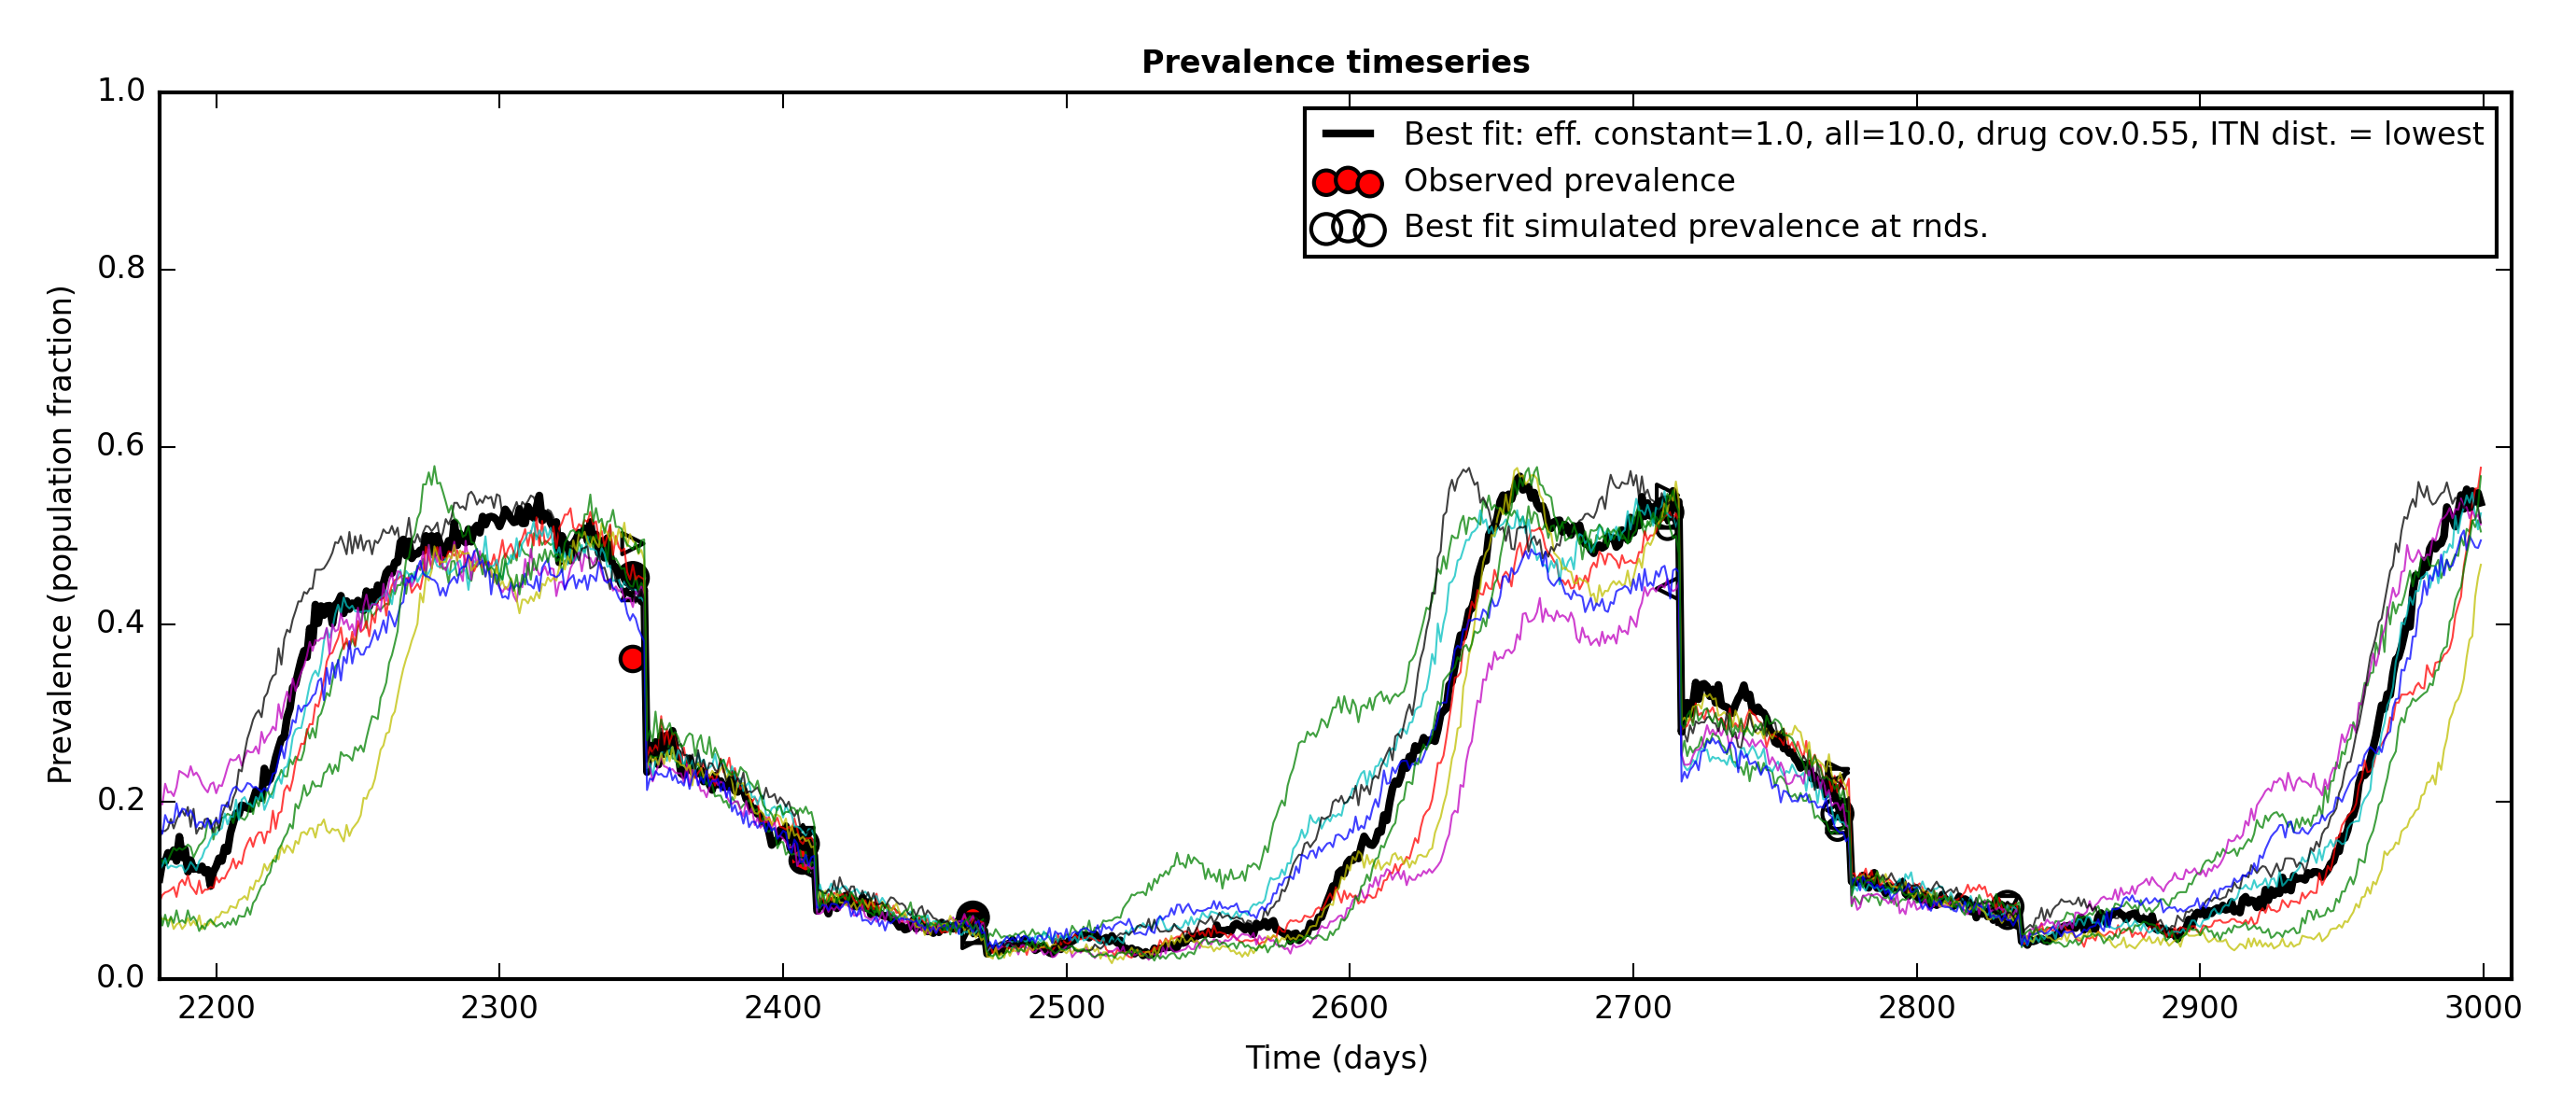 Prevalence timeseries
Best fit: eff. constant=1.0, all=10.0, drug cov.0.55, ITN dist. = lowest
Observed prevalence
Best fit simulated prevalence at rnds.
Prevalence (population fraction)
1.0
0.8
0.6
0.4
0.2
0.0
2200 2300 2400 2500 2600 2700 2800 2900 3000
Time (days)